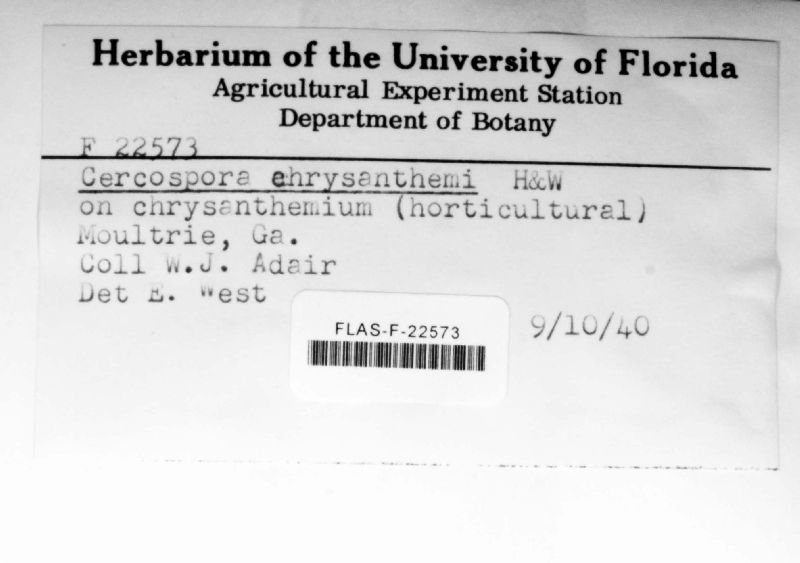 Herbarium of the University of Florida
Agricultural Experiment Station
Department of Botany
F 22573
Cercospora chrysanthemi H&W
on chrysanthemium (horticultural)
Moultrie, Ga.
Coll W.J. Adair
Det E. West
9/10/40
FLAS-F-22573